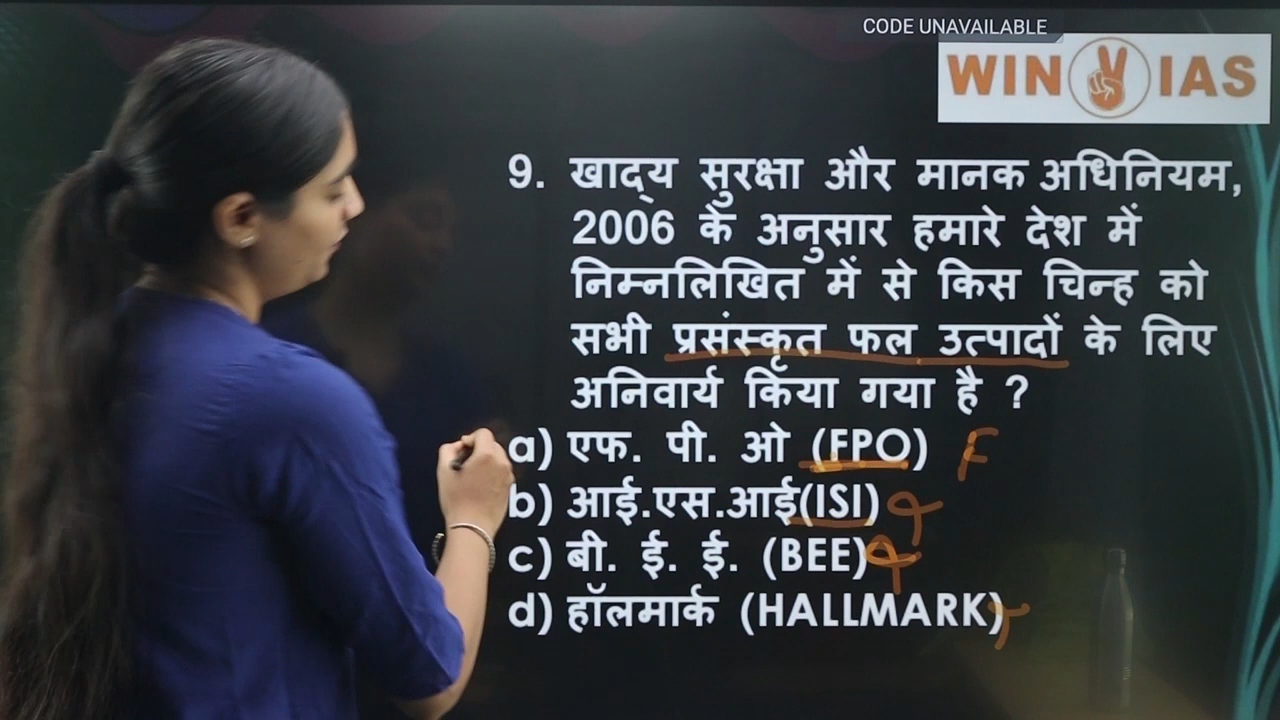 CODE UNAVAILABLE
WIN IAS
9. खाद्य सुरक्षा और मानक अधिनियम,
2006 के अनुसार हमारे देश में
निम्नलिखित में से किस चिन्ह को
सभी प्रसंस्कृत फल उत्पादों के लिए
अनिवार्य किया गया है ?
a) एफ. पी. ओ (FPO) F
b) आई.एस.आई(ISI)
c) बी. ई. ई. (BEE)
d) हॉलमार्क (HALLMARK)